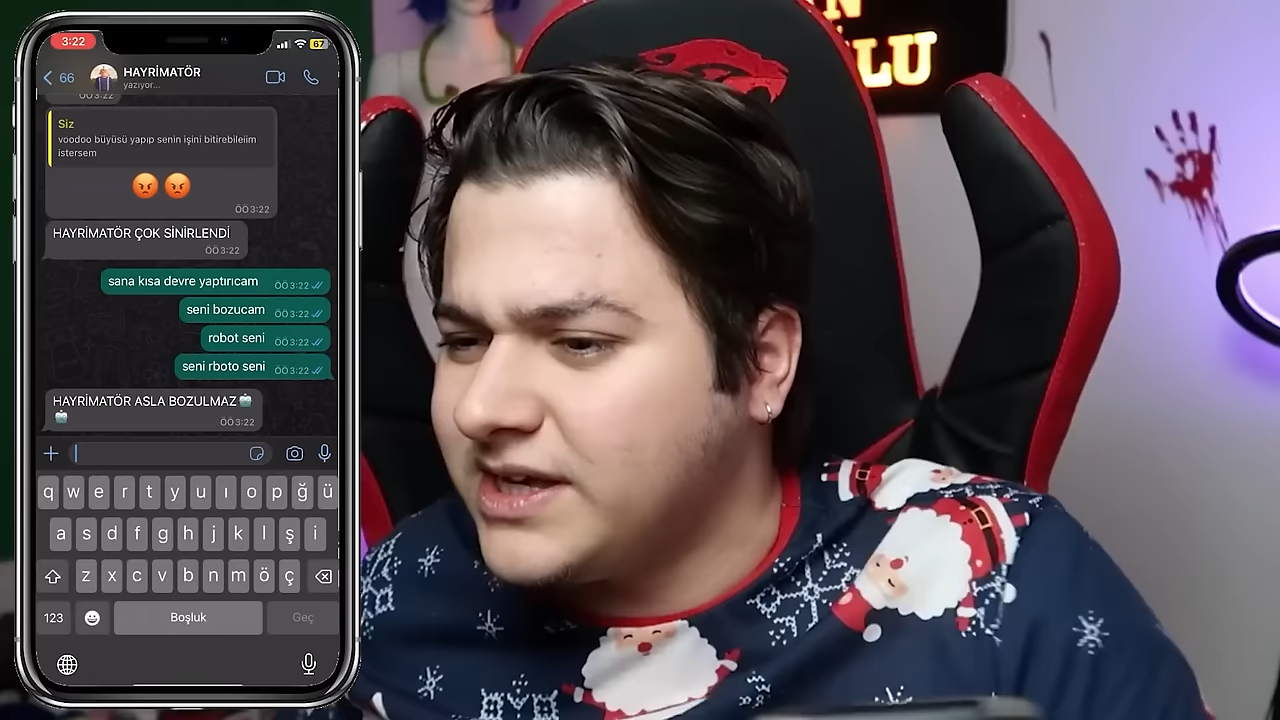 3:22
67
66
HAYRİMATÖR
yazıyor...
ÖÖ 3:22
Siz
voodoo büyüsü yapıp senin işini bitirebileiim
istersem
😡😡
ÖÖ 3:22
HAYRİMATÖR ÇOK SİNİRLENDİ
ÖÖ 3:22
sana kısa devre yaptırıcam ÖÖ 3:22
seni bozucam ÖÖ 3:22
robot seni ÖÖ 3:22
seni rboto seni ÖÖ 3:22
HAYRİMATÖR ASLA BOZULMAZ🤖
🤖
ÖÖ 3:22
q w e r t y u ı o p ğ ü
a s d f g h j k l ş i
z x c v b n m ö ç
123 Boşluk Geç
LU